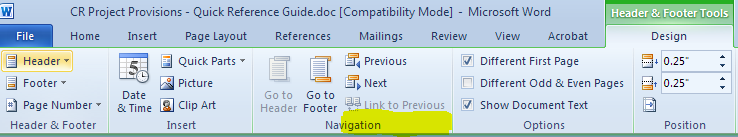 CR Project Provisions - Quick Reference Guide.doc [Compatibility Mode] - Microsoft Word
Header & Footer Tools
File Home Insert Page Layout References Mailings Review View Acrobat Design
Header
Footer
Page Number
Header & Footer
5
Date & Time
Quick Parts
Picture
Clip Art
Insert
Go to Header
Go to Footer
Previous
Next
Link to Previous
Navigation
Different First Page
Different Odd & Even Pages
Show Document Text
Options
0.25"
0.25"
Position